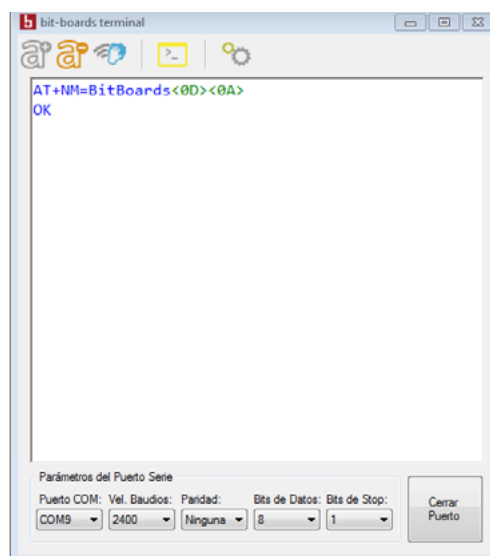 bit-boards terminal
AT+NM=BitBoards<0D><0A>
OK
Parámetros del Puerto Serie
Puerto COM: Vel. Baudios: Paridad: Bits de Datos: Bits de Stop:
COM9 2400 Ninguna 8 1
Cerrar Puerto